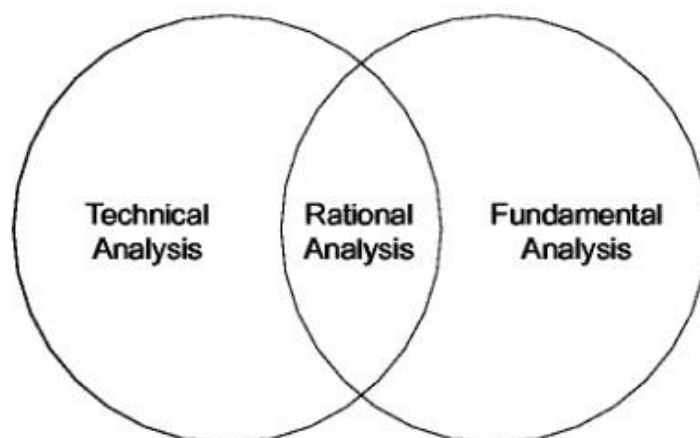 Technical
Analysis
Rational
Analysis
Fundamental
Analysis